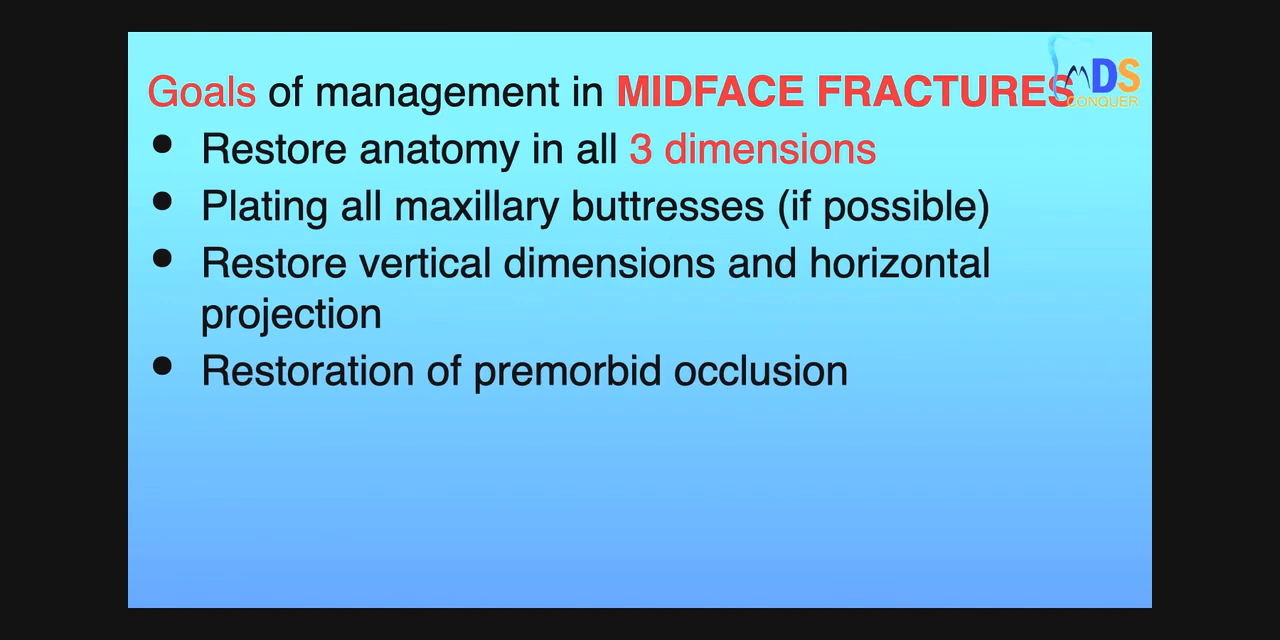 Goals of management in MIDFACE FRACTURES
MDS
CONQUER
• Restore anatomy in all 3 dimensions
• Plating all maxillary buttresses (if possible)
• Restore vertical dimensions and horizontal
projection
• Restoration of premorbid occlusion